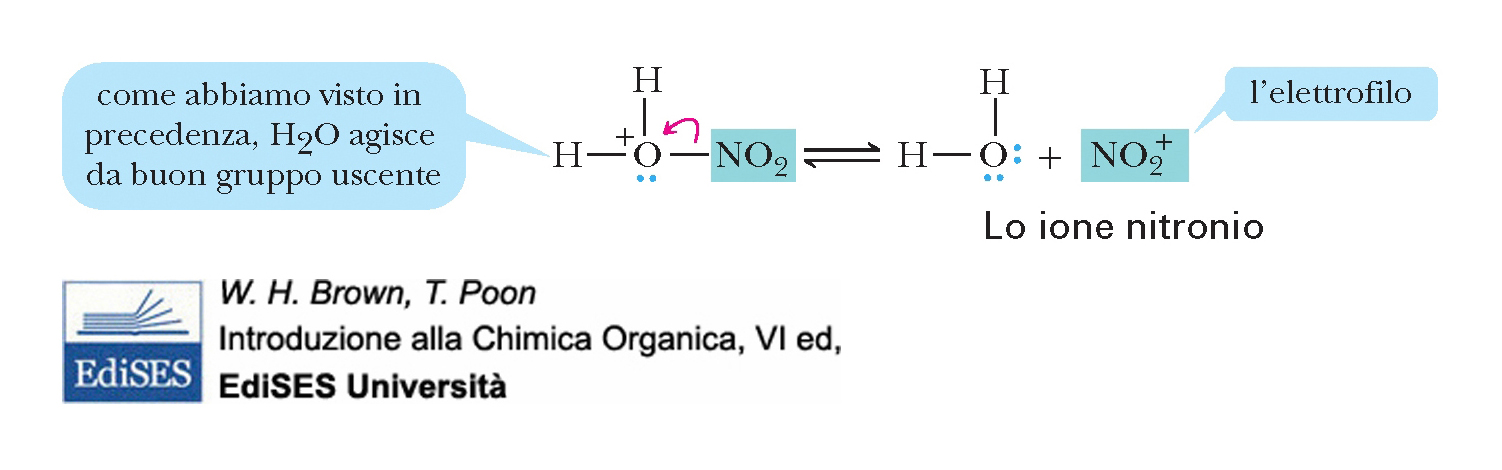 come abbiamo visto in
precedenza, H₂O agisce
da buon gruppo uscente
H
H—⁺O—NO₂ ⇌ H—O: + NO₂⁺
H
l’elettrofilo
Lo ione nitronio
EdiSES
W. H. Brown, T. Poon
Introduzione alla Chimica Organica, VI ed,
EdiSES Università